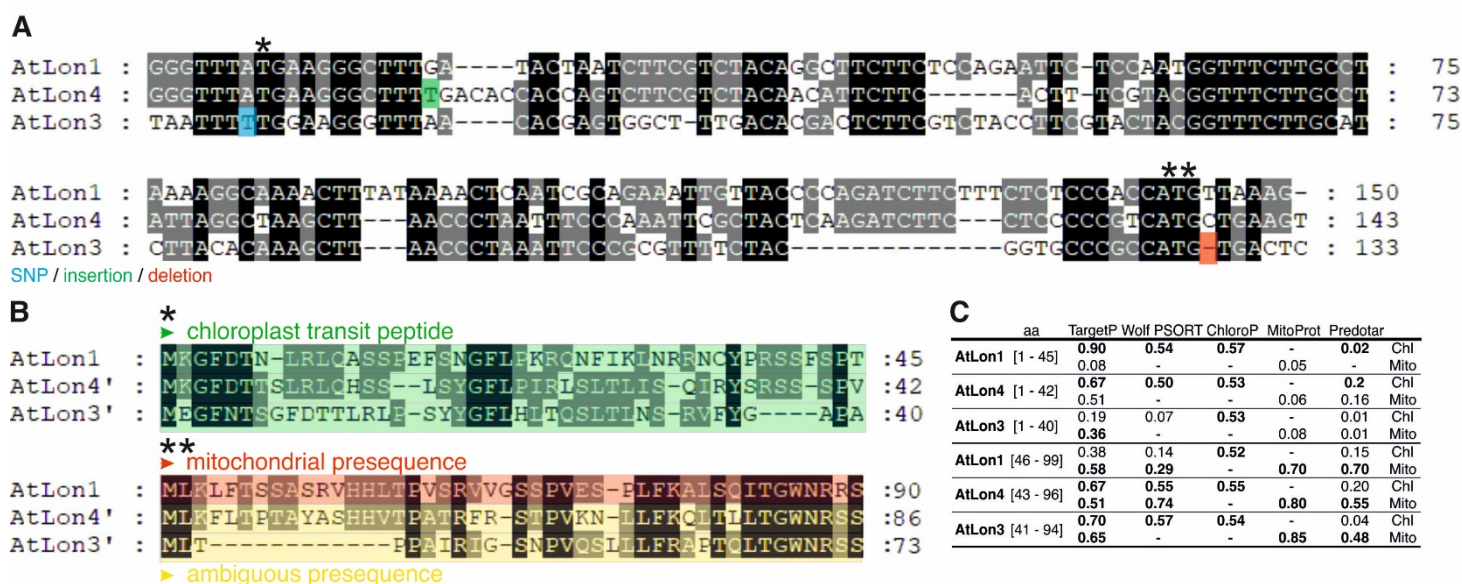 A
*
AtLon1 : GGGTTTATGAAGGGCTTTGA----TACTAATCTTCGTCTACAGGCTTCTTCTCCAGAATTC-TCCAATGGTTTCTTGCCT : 75
AtLon4 : GGGTTTATGAAGGGCTTTTGACACCACCAGTCTTCGTCTACAACATTCTTC------ACTT-TCGTACGGTTTCTTGCCT : 73
AtLon3 : TAATTTTTGGAAGGGTTTAA----CACGAGTGGCT-TTGACACGACTCTTCGTCTACCTTCGTACTACGGTTTCTTGCAT : 75
**
AtLon1 : AAAAGGCAAAACTTTATAAAACTCAATCGCAGAAATTGTTACCCCAGATCTTCTTTCTCTCCCACCATGTTAAAG- : 150
AtLon4 : ATTAGGCTAAGCTT---AACCCTAATTTCCCAAATTCGCTACTCAAGATCTTC---CTCCCCCGTCATGCTGAAGT : 143
AtLon3 : CTTACACAAAGCTT---AACCCTAAATTCCCGCGTTTTCTAC--------------GGTGCCCGCCATG-TGACTC : 133
SNP / insertion / deletion
B
*
chloroplast transit peptide
AtLon1 : MKGFDTN-LRLQASSPEFSNGFLPKRQNFIKLNRRNCYPRSSFSPT :45
AtLon4' : MKGFDTTSLRLQHSS--LSYGFLPIRLSLTLIS-QIRYSRSS-SPV :42
AtLon3' : MEGFNTSGFDTTLRLP-SYYGFLHLTQSLTLNS-RVFYG----APA :40
**
mitochondrial presequence
AtLon1 : MLKLFTSSASRVHHLTPVSRVVGSSPVES-PLFKALSQITGWNRRS :90
AtLon4' : MLKFLTPTAYASHHVTPATRFR-STPVKN-LLFKQLTLLTGWNRSS :86
AtLon3' : MLT------------PPAIRIG-SNPVQSLLLFRAPTQLTGWNRSS :73
ambiguous presequence
C
aa TargetP Wolf PSORT ChloroP MitoProt Predotar
AtLon1 [1 - 45] 0.90 0.54 0.57 - 0.02 Chl
0.08 - - 0.05 - Mito
AtLon4 [1 - 42] 0.67 0.50 0.53 - 0.2 Chl
0.51 - - 0.06 0.16 Mito
AtLon3 [1 - 40] 0.19 0.07 0.53 - 0.01 Chl
0.36 - - 0.08 0.01 Mito
AtLon1 [46 - 99] 0.38 0.14 0.52 - 0.15 Chl
0.58 0.29 - 0.70 0.70 Mito
AtLon4 [43 - 96] 0.67 0.55 0.55 - 0.20 Chl
0.51 0.74 - 0.80 0.55 Mito
AtLon3 [41 - 94] 0.70 0.57 0.54 - 0.04 Chl
0.65 - - 0.85 0.48 Mito